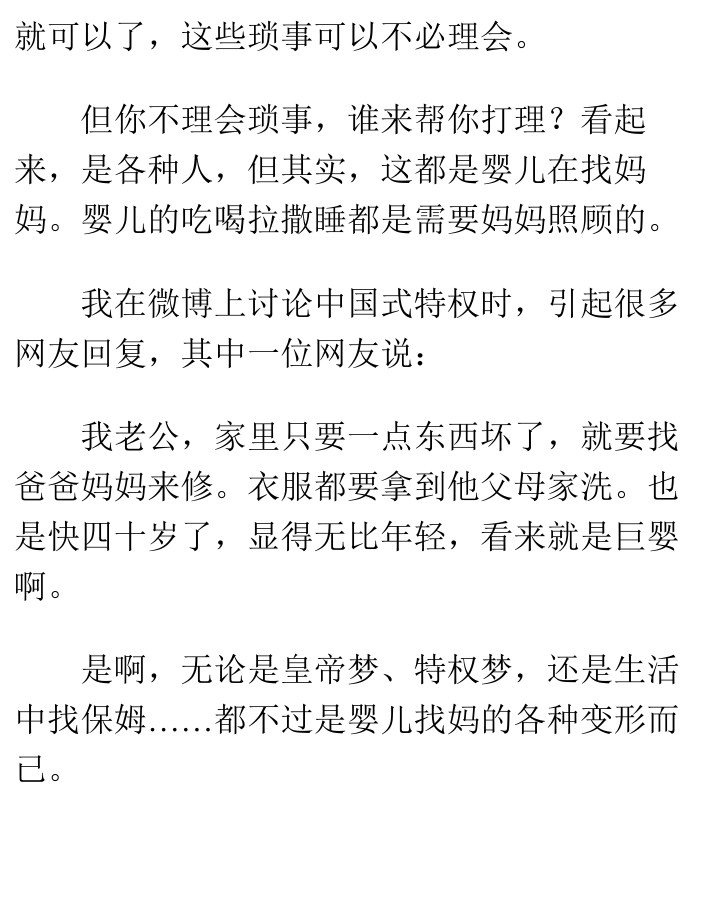 就可以了，这些琐事可以不必理会。
但你不理会琐事，谁来帮你打理？看起
来，是各种人，但其实，这都是婴儿在找妈
妈。婴儿的吃喝拉撒睡都是需要妈妈照顾的。
我在微博上讨论中国式特权时，引起很多
网友回复，其中一位网友说：
我老公，家里只要一点东西坏了，就要找
爸爸妈妈来修。衣服都要拿到他父母家洗。也
是快四十岁了，显得无比年轻，看来就是巨婴
啊。
是啊，无论是皇帝梦、特权梦，还是生活
中找保姆……都不过是婴儿找妈的各种变形而
已。